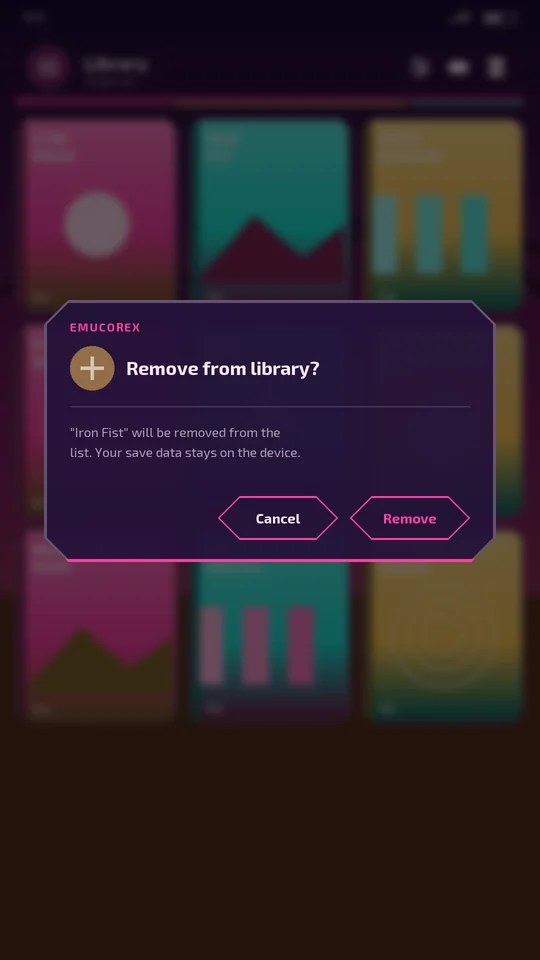 Library
EMUCOREX
Remove from library?
"Iron Fist" will be removed from the
list. Your save data stays on the device.
Cancel
Remove